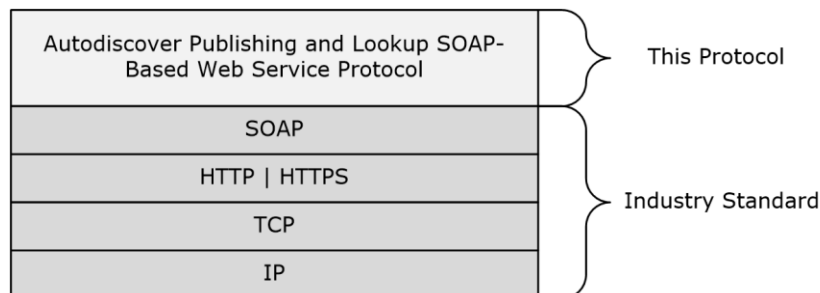 Autodiscover Publishing and Lookup SOAP-
Based Web Service Protocol
This Protocol
SOAP
HTTP | HTTPS
TCP
IP
Industry Standard